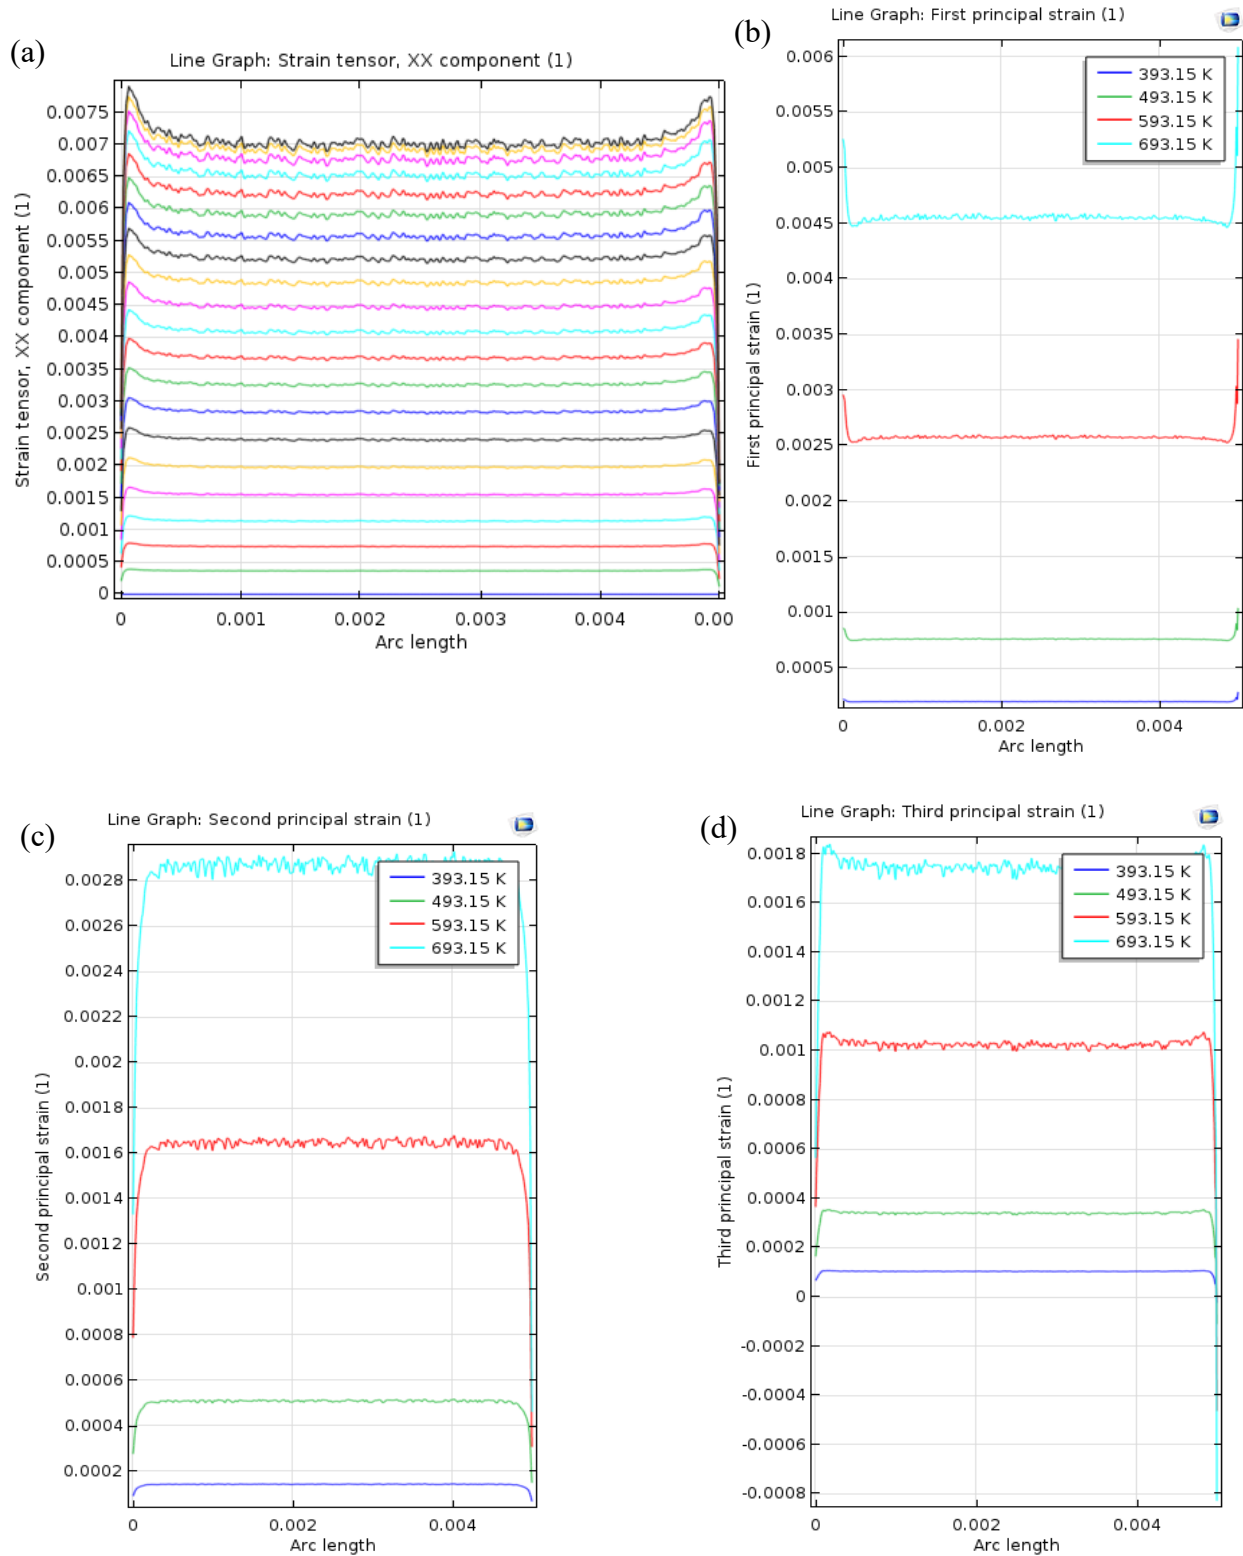 (a)
Line Graph: Strain tensor, XX component (1)
Strain tensor, XX component (1)
0.0075
0.007
0.0065
0.006
0.0055
0.005
0.0045
0.004
0.0035
0.003
0.0025
0.002
0.0015
0.001
0.0005
0
0 0.001 0.002 0.003 0.004 0.00
Arc length
(b)
Line Graph: First principal strain (1)
First principal strain (1)
0.006
0.0055
0.005
0.0045
0.004
0.0035
0.003
0.0025
0.002
0.0015
0.001
0.0005
393.15 K
493.15 K
593.15 K
693.15 K
0 0.002 0.004
Arc length
(c)
Line Graph: Second principal strain (1)
Second principal strain (1)
0.0028
0.0026
0.0024
0.0022
0.002
0.0018
0.0016
0.0014
0.0012
0.001
0.0008
0.0006
0.0004
0.0002
393.15 K
493.15 K
593.15 K
693.15 K
0 0.002 0.004
Arc length
(d)
Line Graph: Third principal strain (1)
Third principal strain (1)
0.0018
0.0016
0.0014
0.0012
0.001
0.0008
0.0006
0.0004
0.0002
0
-0.0002
-0.0004
-0.0006
-0.0008
393.15 K
493.15 K
593.15 K
693.15 K
0 0.002 0.004
Arc length